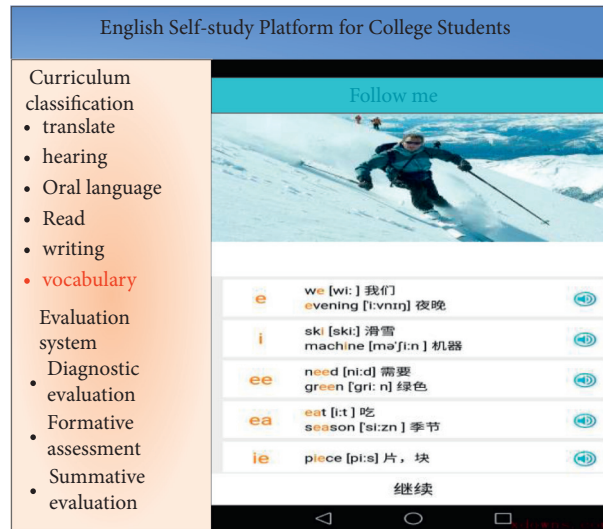 English Self-study Platform for College Students
Curriculum
classification
• translate
• hearing
• Oral language
• Read
• writing
• vocabulary
Evaluation
system
• Diagnostic
evaluation
• Formative
assessment
• Summative
evaluation
Follow me
e
we [wi: ] 我们
evening ['i:vnɪŋ] 夜晚
i
ski [ski:] 滑雪
machine [mə'ʃi:n ] 机器
ee
need [ni:d] 需要
green ['gri: n] 绿色
ea
eat [i:t ] 吃
season ['si:zn ] 季节
ie
piece [pi:s] 片，块
继续